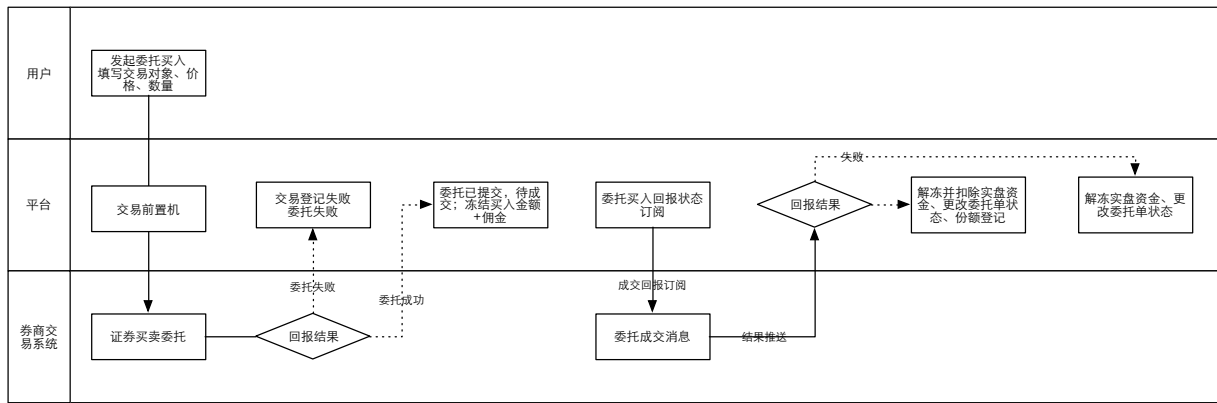 用户
发起委托买入
填写交易对象、价
格、数量
平台
交易前置机
交易登记失败
委托失败
委托已提交，待成
交；冻结买入金额
+佣金
委托买入回报状态
订阅
回报结果
失败
解冻并扣除实盘资
金、更改委托单状
态、份额登记
解冻实盘资金、更
改委托单状态
券商交
易系统
证券买卖委托
回报结果
委托失败
委托成功
成交回报订阅
委托成交消息
结果推送